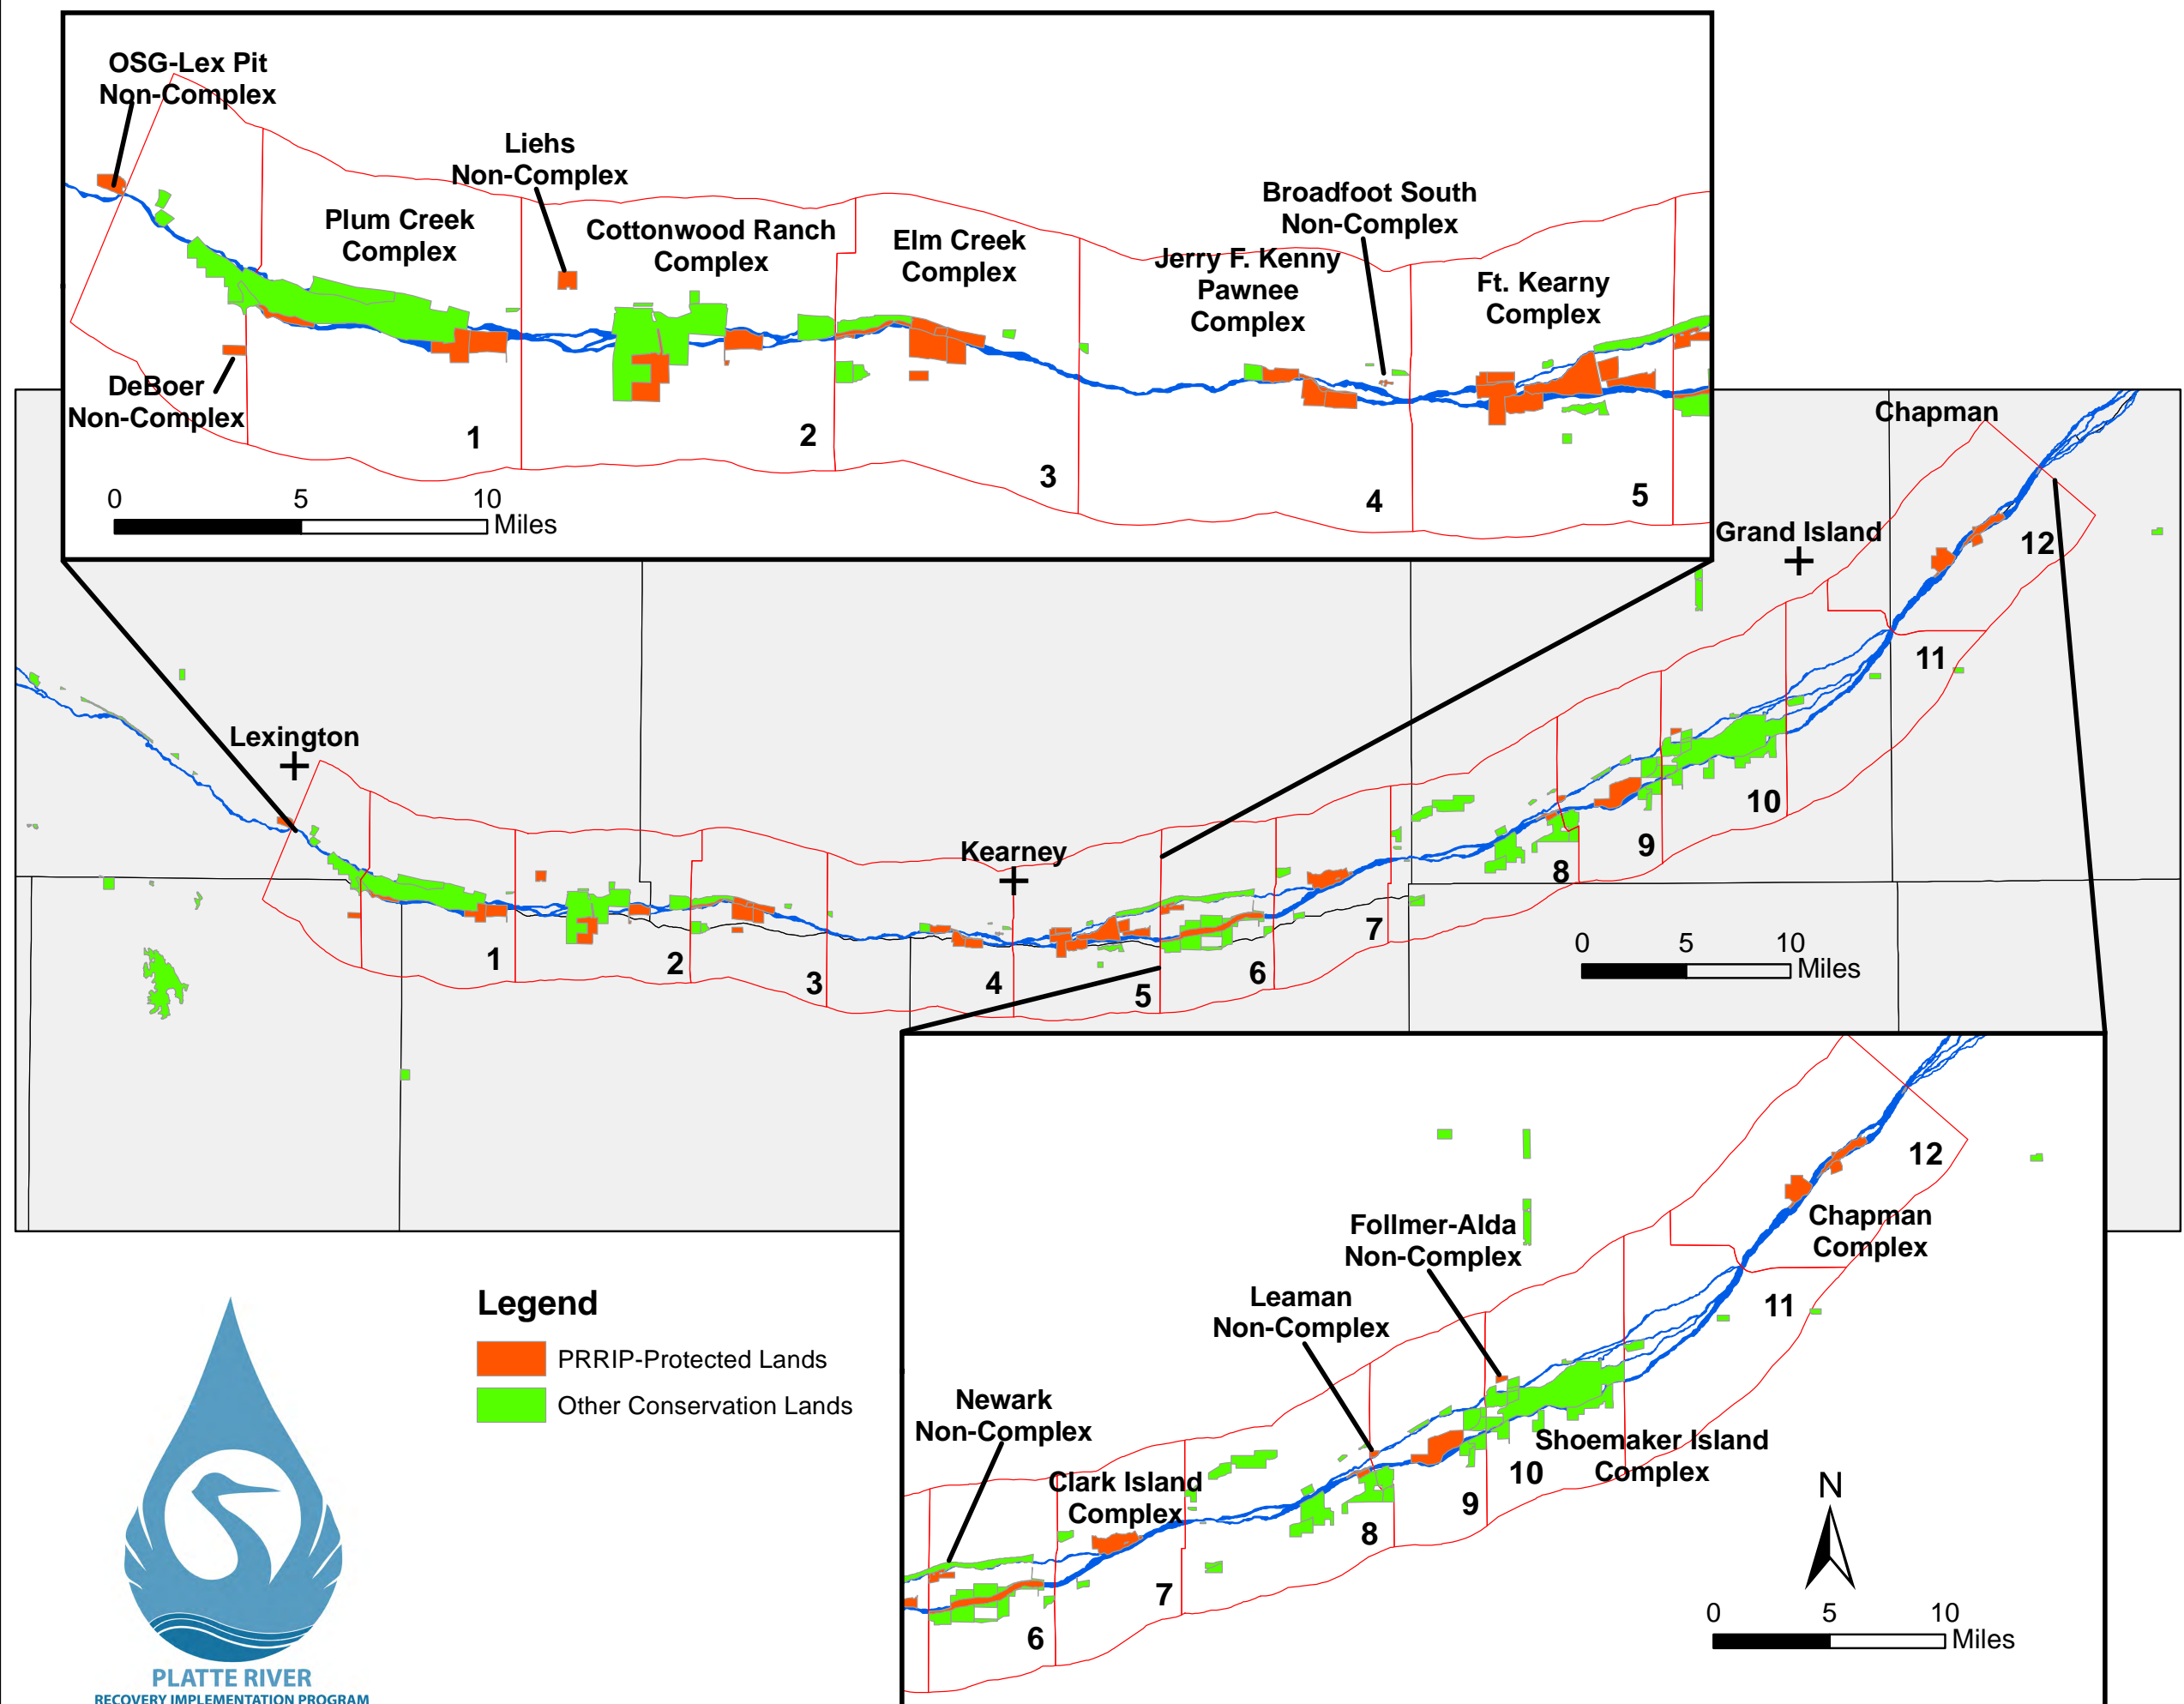 OSG-Lex Pit
Non-Complex
Liehs
Non-Complex
Plum Creek
Complex
Cottonwood Ranch
Complex
Elm Creek
Complex
Broadfoot South
Non-Complex
Jerry F. Kenny
Pawnee
Complex
Ft. Kearny
Complex
DeBoer
Non-Complex
1
2
3
4
5
0 5 10
Miles
Chapman
Grand Island
12
11
Lexington
Kearney
10
9
8
7
6
5
4
3
2
1
0 5 10
Miles
12
Chapman
Complex
11
Follmer-Alda
Non-Complex
Leaman
Non-Complex
Newark
Non-Complex
Clark Island
Complex
Shoemaker Island
Complex
10
9
8
7
6
N
0 5 10
Miles
Legend
PRRIP-Protected Lands
Other Conservation Lands
PLATTE RIVER
RECOVERY IMPLEMENTATION PROGRAM